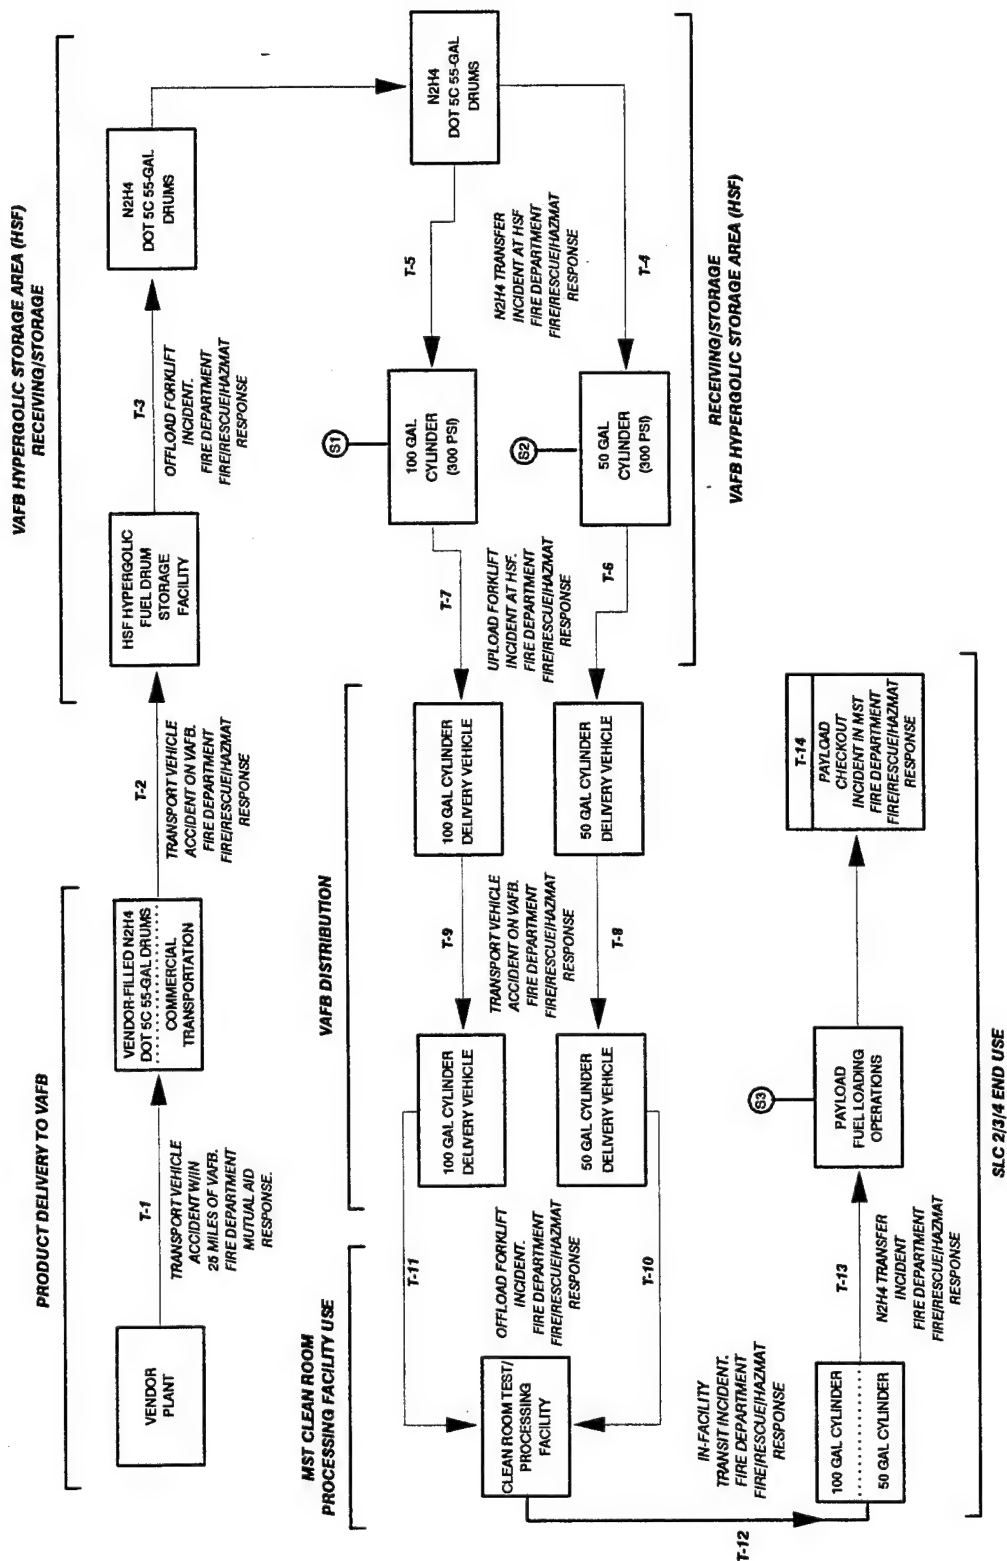 PRODUCT DELIVERY TO VAFB
VENDOR
PLANT
T-1
TRANSPORT VEHICLE
ACCIDENT W/IN
25 MILES OF VAFB.
FIRE DEPARTMENT
MUTUAL AID
RESPONSE.
VENDOR-FILLED N2H4
DOT 5C 55-GAL DRUMS
COMMERCIAL
TRANSPORTATION
T-2
TRANSPORT VEHICLE
ACCIDENT ON VAFB.
FIRE DEPARTMENT
FIRE/RESCUE/HAZMAT
RESPONSE
VAFB HYPERGOLIC STORAGE AREA (HSF)
RECEIVING/STORAGE
HSF HYPERGOLIC
FUEL DRUM
STORAGE
FACILITY
T-3
OFFLOAD FORKLIFT
INCIDENT.
FIRE DEPARTMENT
FIRE/RESCUE/HAZMAT
RESPONSE
N2H4
DOT 5C 55-GAL
DRUMS
N2H4
DOT 5C 55-GAL
DRUMS
T-5
N2H4 TRANSFER
INCIDENT AT HSF
FIRE DEPARTMENT
FIRE/RESCUE/HAZMAT
RESPONSE
T-4
S1
100 GAL
CYLINDER
(300 PSI)
S2
50 GAL
CYLINDER
(300 PSI)
RECEIVING/STORAGE
VAFB HYPERGOLIC STORAGE AREA (HSF)
T-7
UPLOAD FORKLIFT
INCIDENT AT HSF.
FIRE DEPARTMENT
FIRE/RESCUE/HAZMAT
RESPONSE
T-6
VAFB DISTRIBUTION
100 GAL CYLINDER
DELIVERY VEHICLE
50 GAL CYLINDER
DELIVERY VEHICLE
T-9
TRANSPORT VEHICLE
ACCIDENT ON VAFB.
FIRE DEPARTMENT
FIRE/RESCUE/HAZMAT
RESPONSE
T-8
100 GAL CYLINDER
DELIVERY VEHICLE
50 GAL CYLINDER
DELIVERY VEHICLE
MST CLEAN ROOM
PROCESSING FACILITY USE
T-11
OFFLOAD FORKLIFT
INCIDENT.
FIRE DEPARTMENT
FIRE/RESCUE/HAZMAT
RESPONSE
T-10
CLEAN ROOM TEST/
PROCESSING
FACILITY
T-12
IN-FACILITY
TRANSIT INCIDENT.
FIRE DEPARTMENT
FIRE/RESCUE/HAZMAT
RESPONSE
100 GAL CYLINDER
50 GAL CYLINDER
T-13
N2H4 TRANSFER
INCIDENT
FIRE DEPARTMENT
FIRE/RESCUE/HAZMAT
RESPONSE
S3
PAYLOAD
FUEL LOADING
OPERATIONS
T-14
PAYLOAD
CHECKOUT
INCIDENT IN MST
FIRE DEPARTMENT
FIRE/RESCUE/HAZMAT
RESPONSE
SLC 2/3/4 END USE